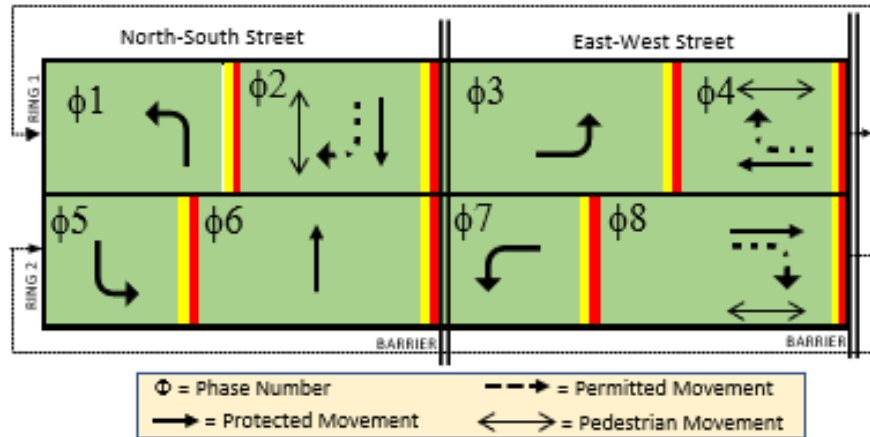 North-South Street
East-West Street
RING 1
ϕ1
ϕ2
ϕ3
ϕ4
RING 2
ϕ5
ϕ6
ϕ7
ϕ8
BARRIER
BARRIER
Φ = Phase Number
= Permitted Movement
= Protected Movement
= Pedestrian Movement